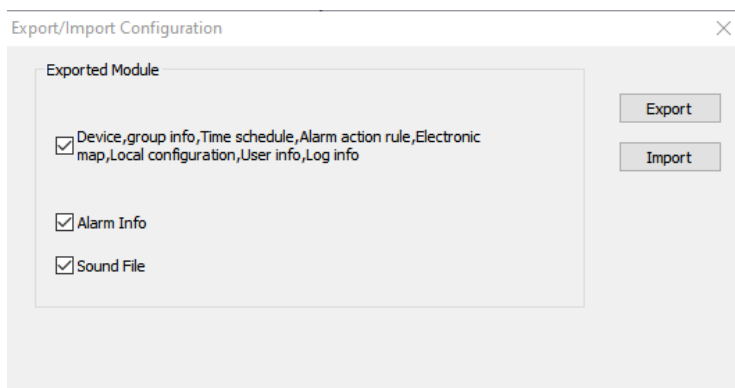 Export/Import Configuration
Exported Module
Export
Device,group info,Time schedule,Alarm action rule,Electronic
map,Local configuration,User info,Log info
Import
Alarm Info
Sound File